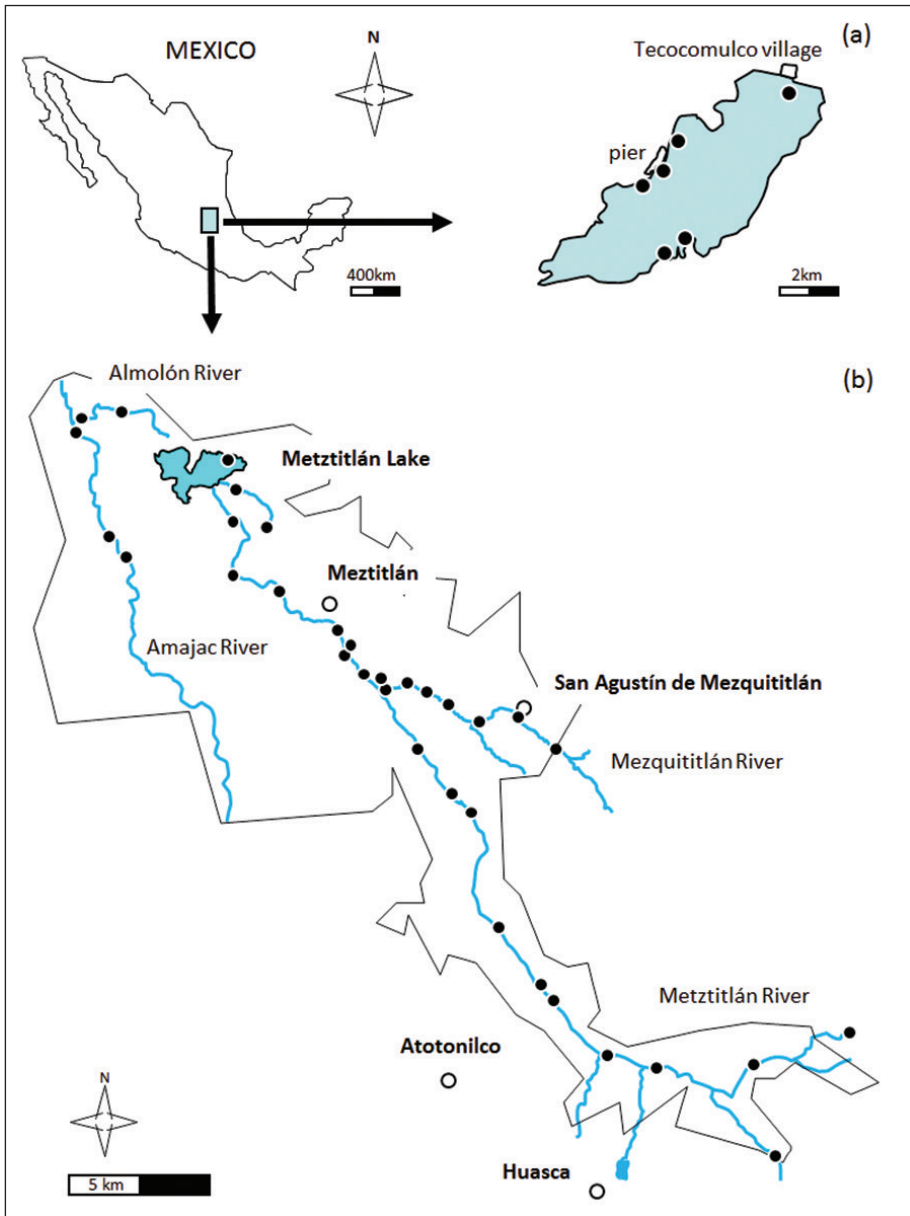 MEXICO
N
400km
(a)
Tecocomulco village
pier
2km
(b)
Almolón River
Metztitlán Lake
Meztitlán
Amajac River
San Agustín de Mezquititlán
Mezquititlán River
Metztitlán River
Atotonilco
N
5 km
Huasca